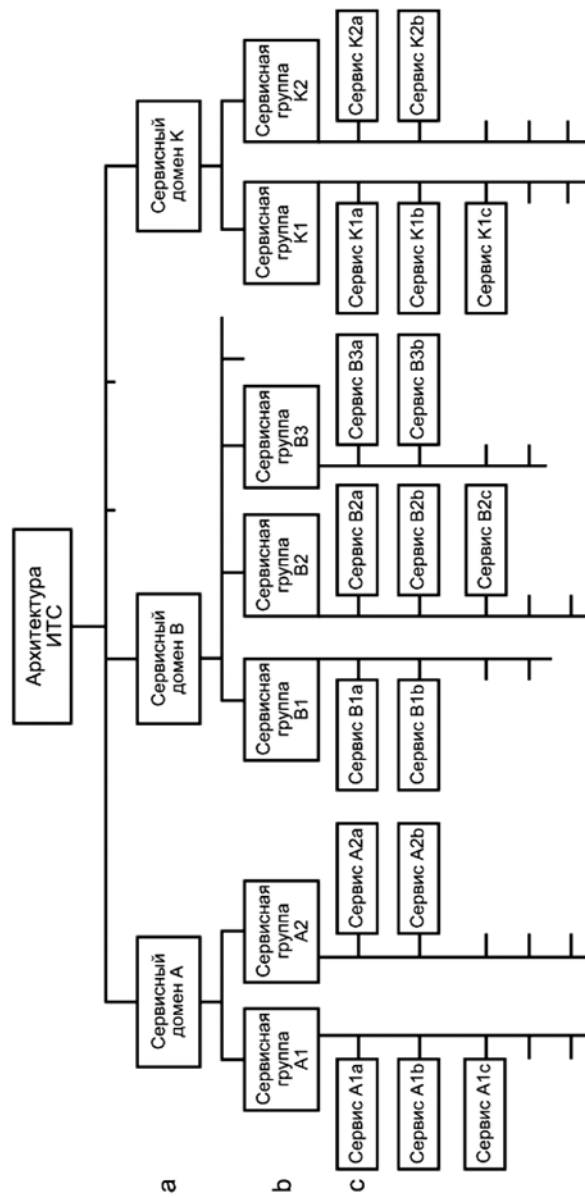 Архитектура
ИТС
a
Сервисный
домен A
Сервисный
домен B
Сервисный
домен K
b
Сервисная
группа
A1
Сервисная
группа
A2
Сервисная
группа
B1
Сервисная
группа
B2
Сервисная
группа
B3
Сервисная
группа
K1
Сервисная
группа
K2
c
Сервис A1a
Сервис A2a
Сервис B1a
Сервис B2a
Сервис B3a
Сервис K1a
Сервис K2a
Сервис A1b
Сервис A2b
Сервис B1b
Сервис B2b
Сервис B3b
Сервис K1b
Сервис K2b
Сервис A1c
Сервис B2c
Сервис K1c